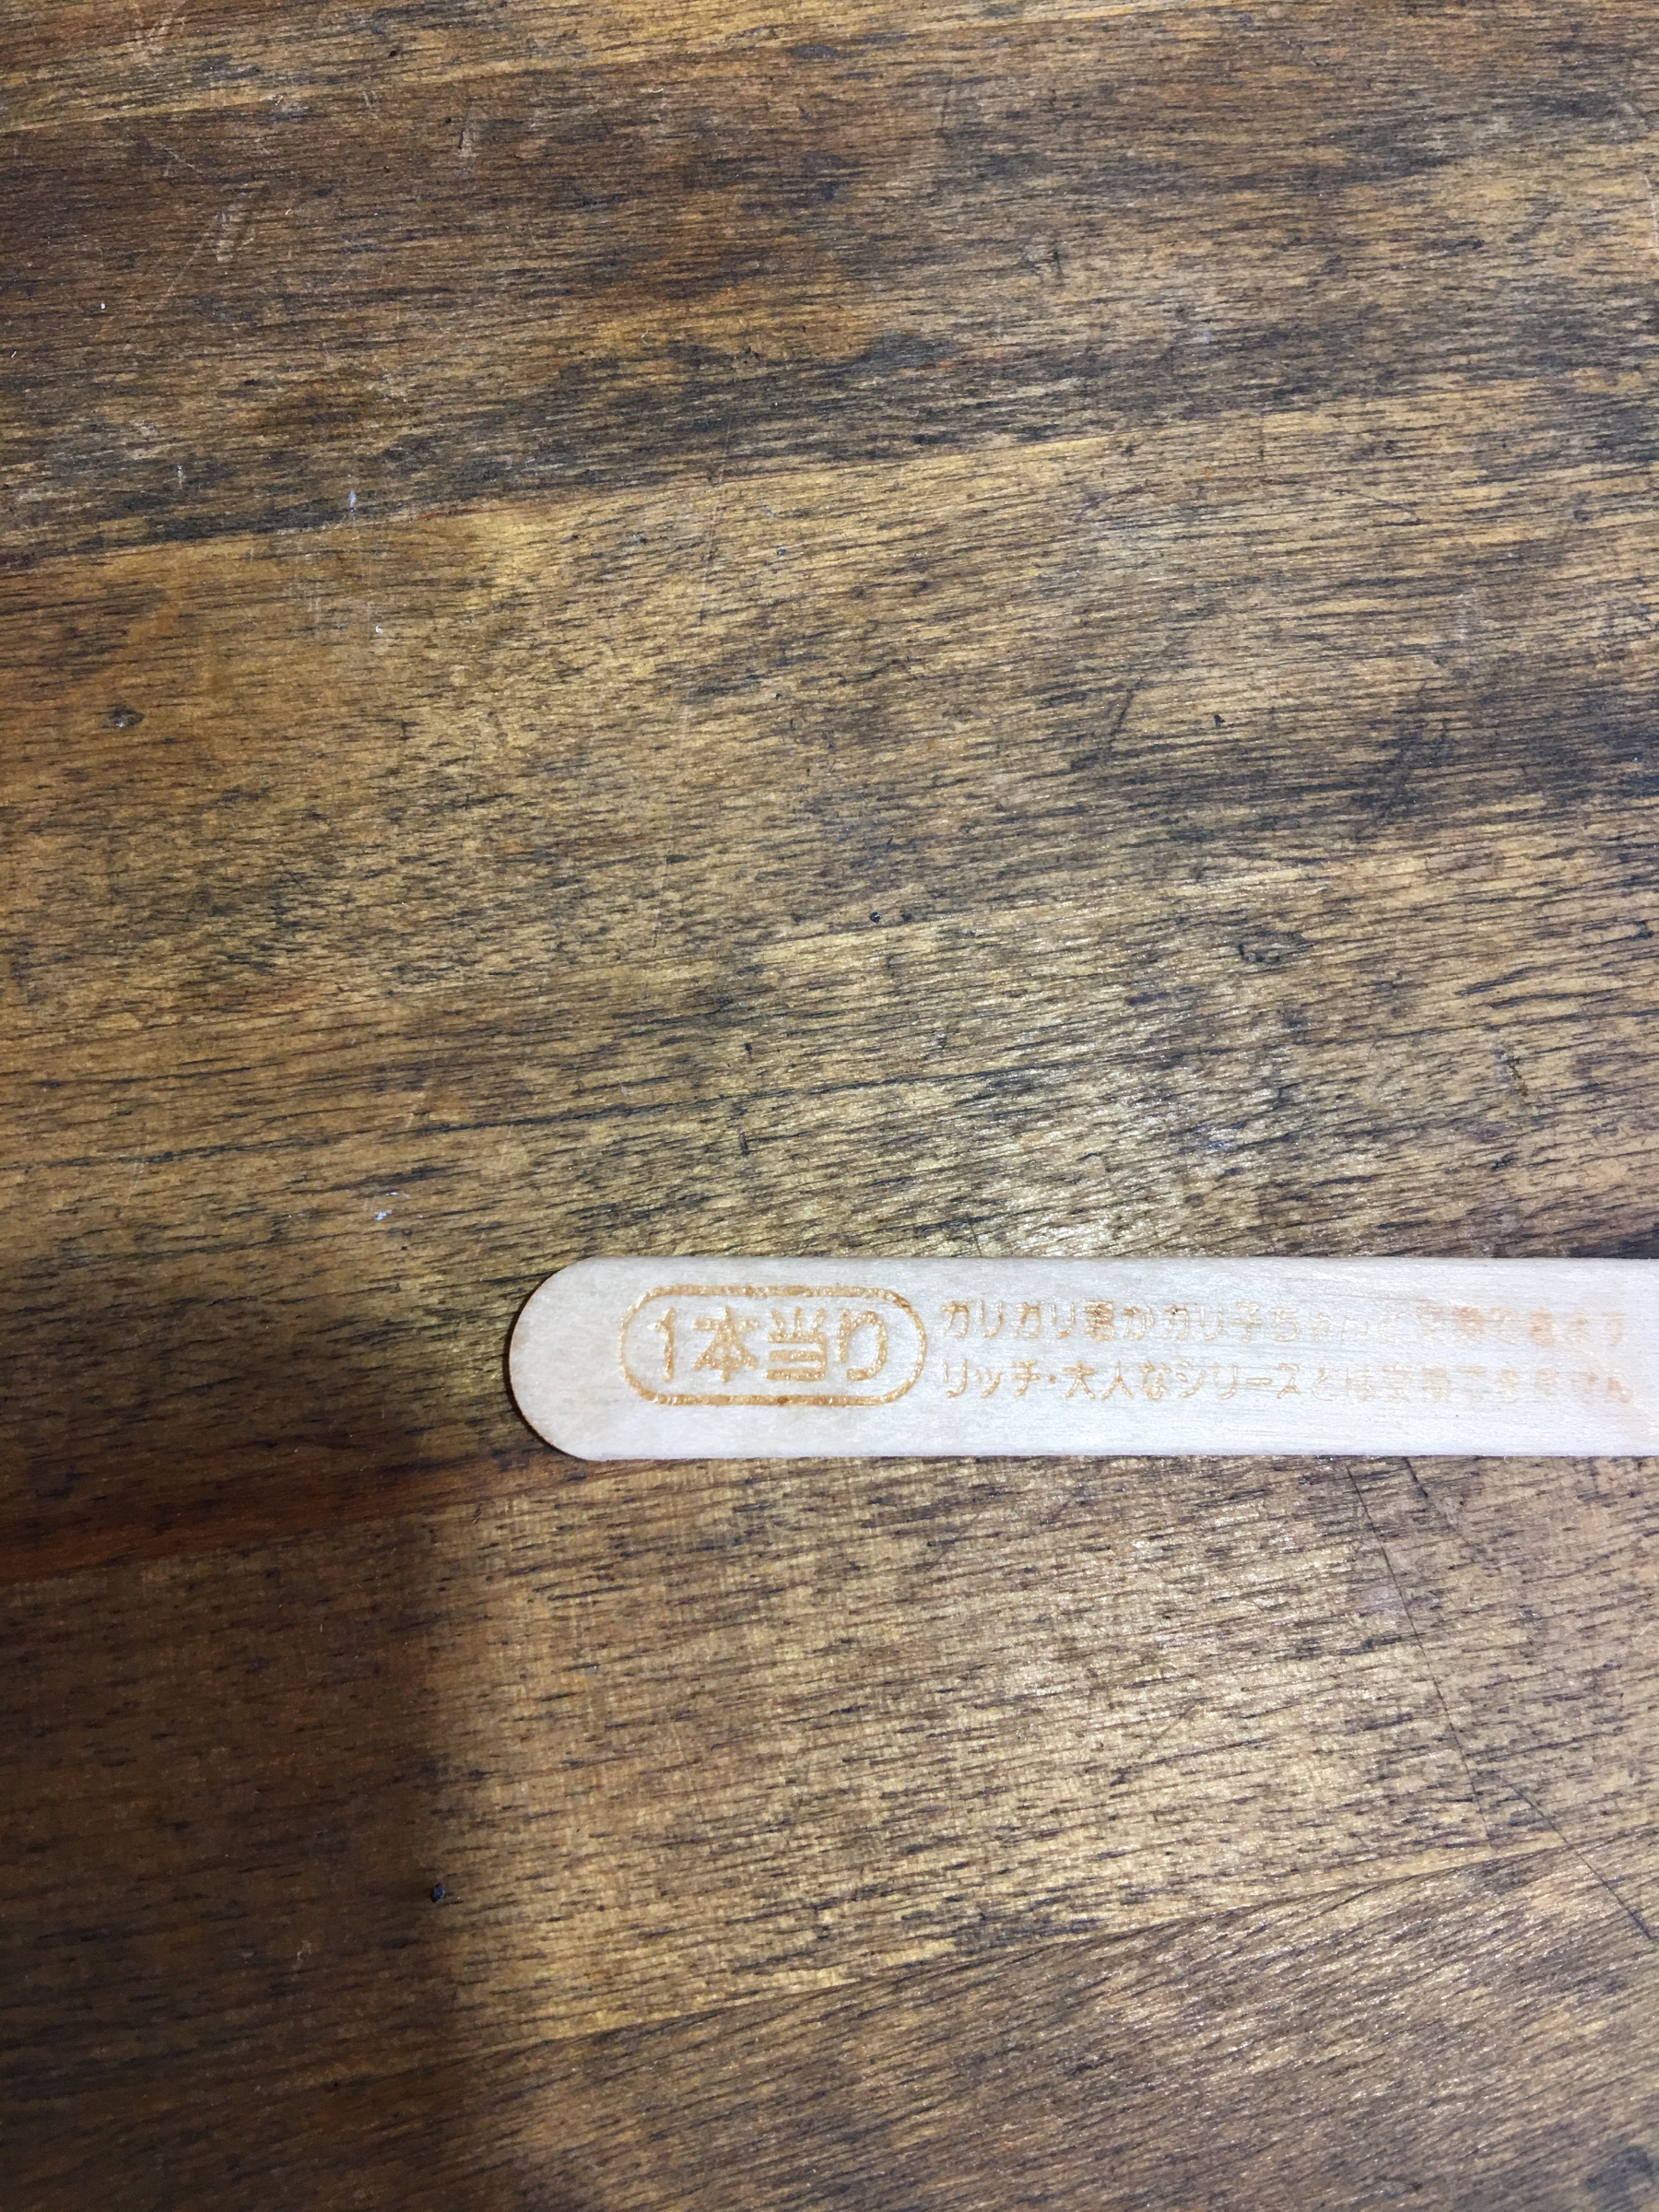 1本当り
ガリガリ君かガリ子ちゃんと交換できます
リッチ・大人なシリーズとは交換できません